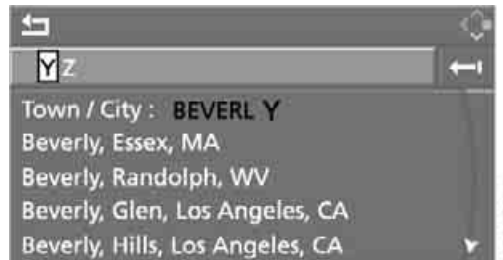 YZ
Town / City : BEVERL Y
Beverly, Essex, MA
Beverly, Randolph, WV
Beverly, Glen, Los Angeles, CA
Beverly, Hills, Los Angeles, CA